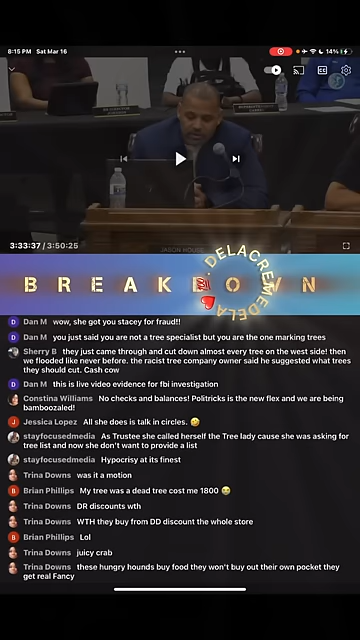 8:15 PM Sat Mar 16
14%
3:33:37 / 3:50:25
JASON HOUSE
BREAKDOWN
DELACREMEDELA
Dan M wow, she got you stacey for fraud!!
Dan M you just said you are not a tree specialist but you are the one marking trees
Sherry B they just came through and cut down almost every tree on the west side! then
we flooded like never before. the racist tree company owner said he suggested what trees
they should cut. Cash cow
Dan M this is live video evidence for fbi investigation
Constina Williams No checks and balances! Politricks is the new flex and we are being
bamboozaled!
Jessica Lopez All she does is talk in circles. 🤣
stayfocusedmedia As Trustee she called herself the Tree lady cause she was asking for
tree list and now she don't want to provide a list
stayfocusedmedia Hypocrisy at its finest
Trina Downs was it a motion
Brian Phillips My tree was a dead tree cost me 1800 😭
Trina Downs DR discounts wth
Trina Downs WTH they buy from DD discount the whole store
Brian Phillips Lol
Trina Downs juicy crab
Trina Downs these hungry hounds buy food they won't buy out their own pocket they
get real Fancy